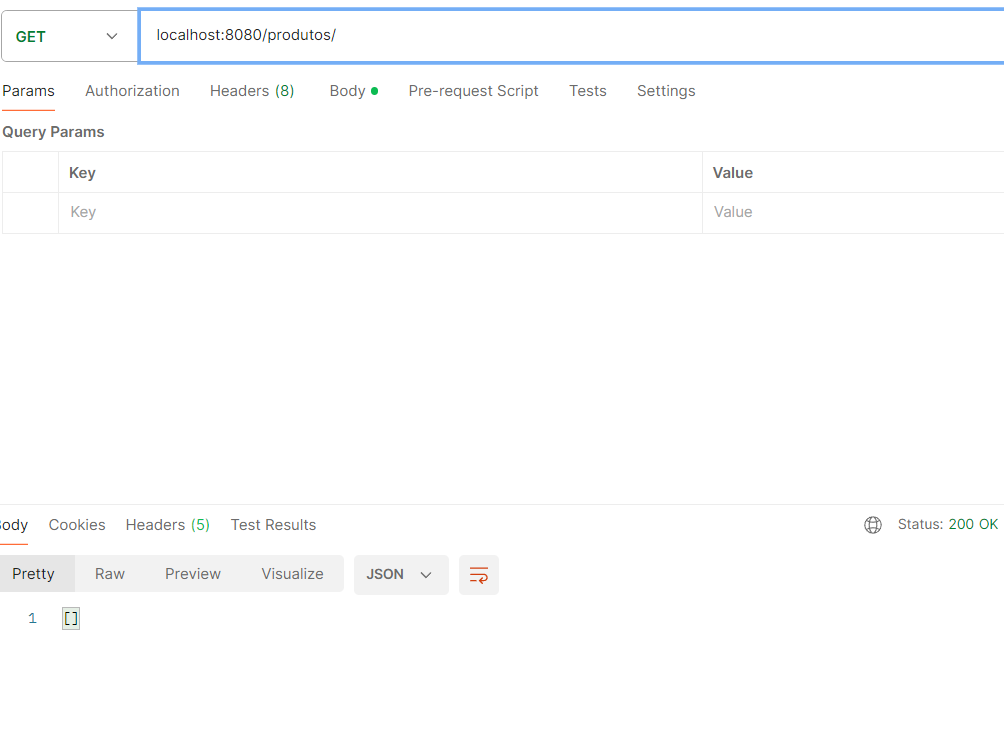 GET
localhost:8080/produtos/
Params Authorization Headers (8) Body Pre-request Script Tests Settings
Query Params
Key Value
Key Value
Body Cookies Headers (5) Test Results Status: 200 OK
Pretty Raw Preview Visualize JSON
1 []